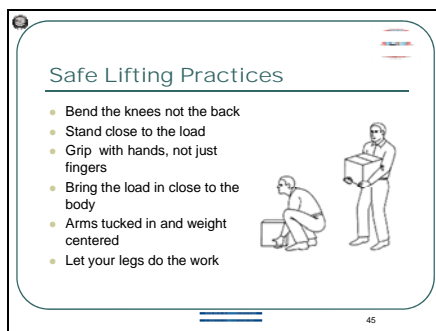 Safe Lifting Practices
Bend the knees not the back
Stand close to the load
Grip with hands, not just
fingers
Bring the load in close to the
body
Arms tucked in and weight
centered
Let your legs do the work
45